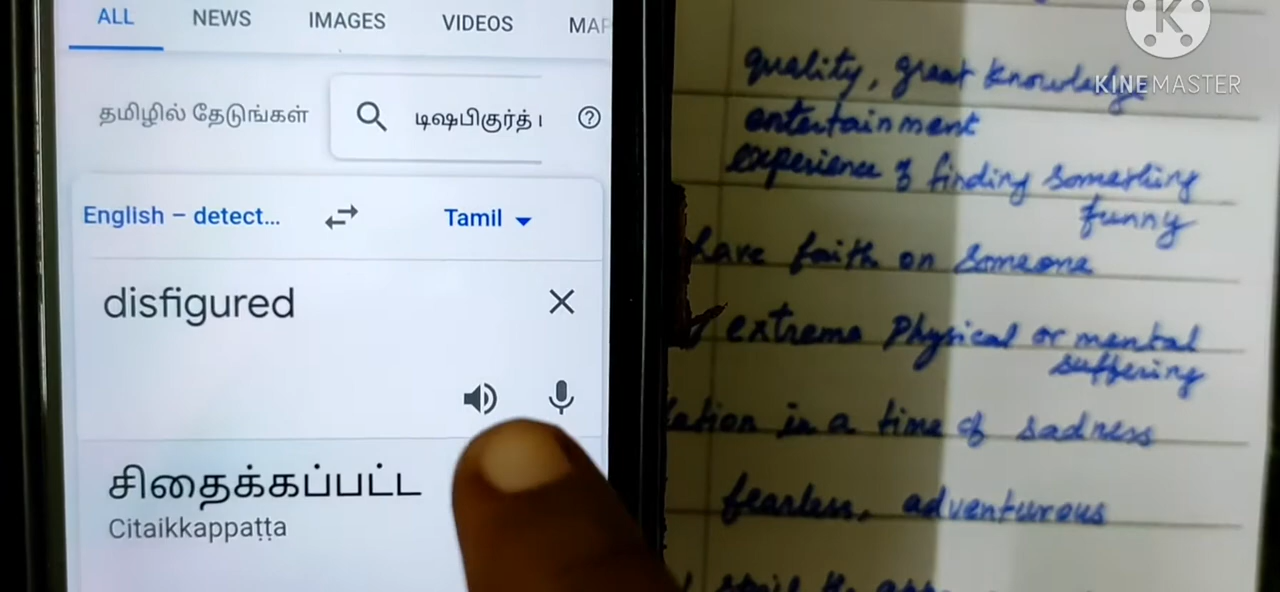 ALL NEWS IMAGES VIDEOS MAP
தமிழில் தேடுங்கள்
டிஷபிகுர்த்
English – detect... Tamil
disfigured
சிதைக்கப்பட்ட
Citaikkappaṭṭa
K
KINEMASTER
quality, great knowledge
entertainment
experience of finding something
funny
have faith on someone
extreme Physical or mental
suffering
in a time of sadness
fearless, adventurous